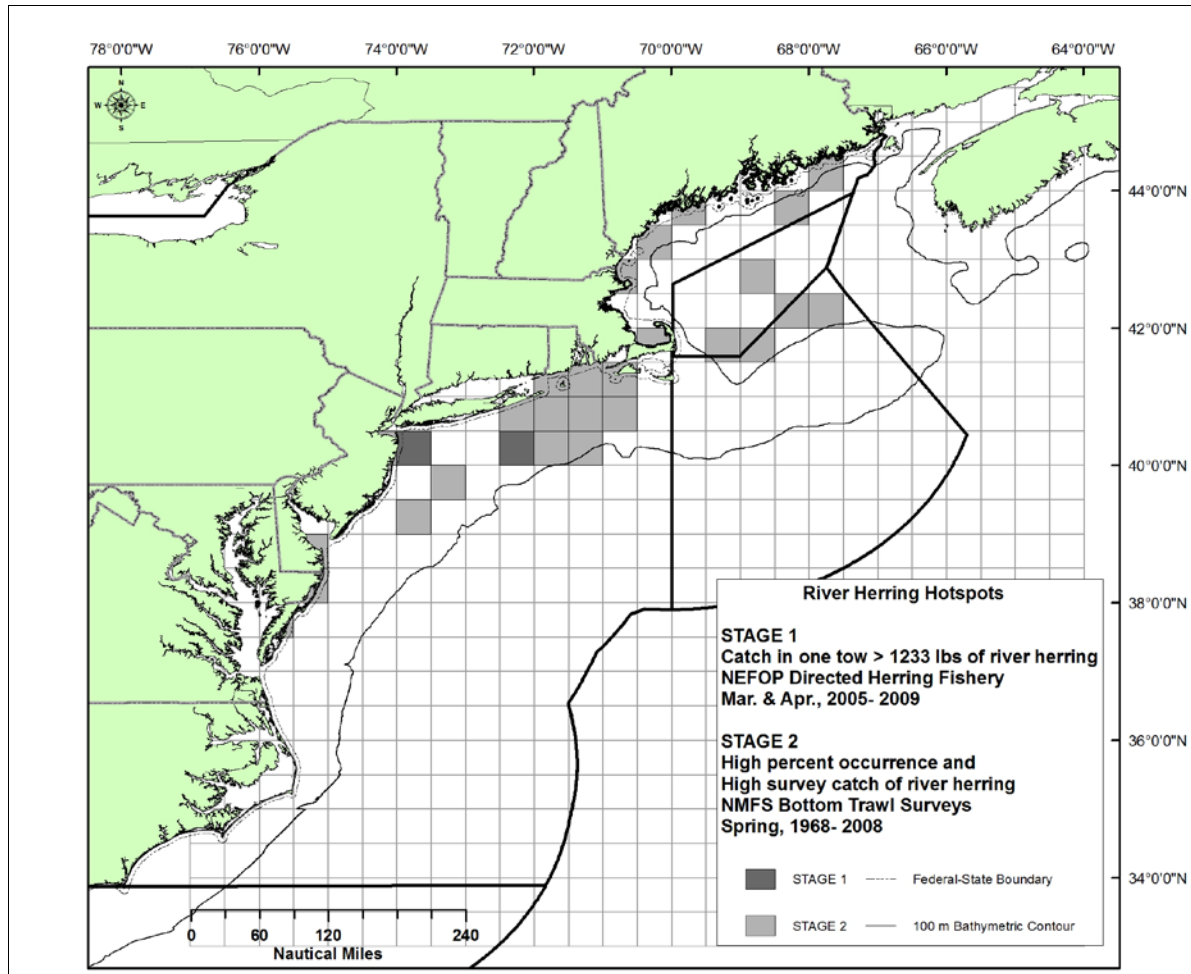 78°0'0"W 76°0'0"W 74°0'0"W 72°0'0"W 70°0'0"W 68°0'0"W 66°0'0"W 64°0'0"W
N
W E
S
44°0'0"N
42°0'0"N
40°0'0"N
38°0'0"N
36°0'0"N
34°0'0"N
River Herring Hotspots
STAGE 1
Catch in one tow > 1233 lbs of river herring
NEFOP Directed Herring Fishery
Mar. & Apr., 2005- 2009
STAGE 2
High percent occurrence and
High survey catch of river herring
NMFS Bottom Trawl Surveys
Spring, 1968- 2008
STAGE 1 Federal-State Boundary
STAGE 2 100 m Bathymetric Contour
0 60 120 240
Nautical Miles